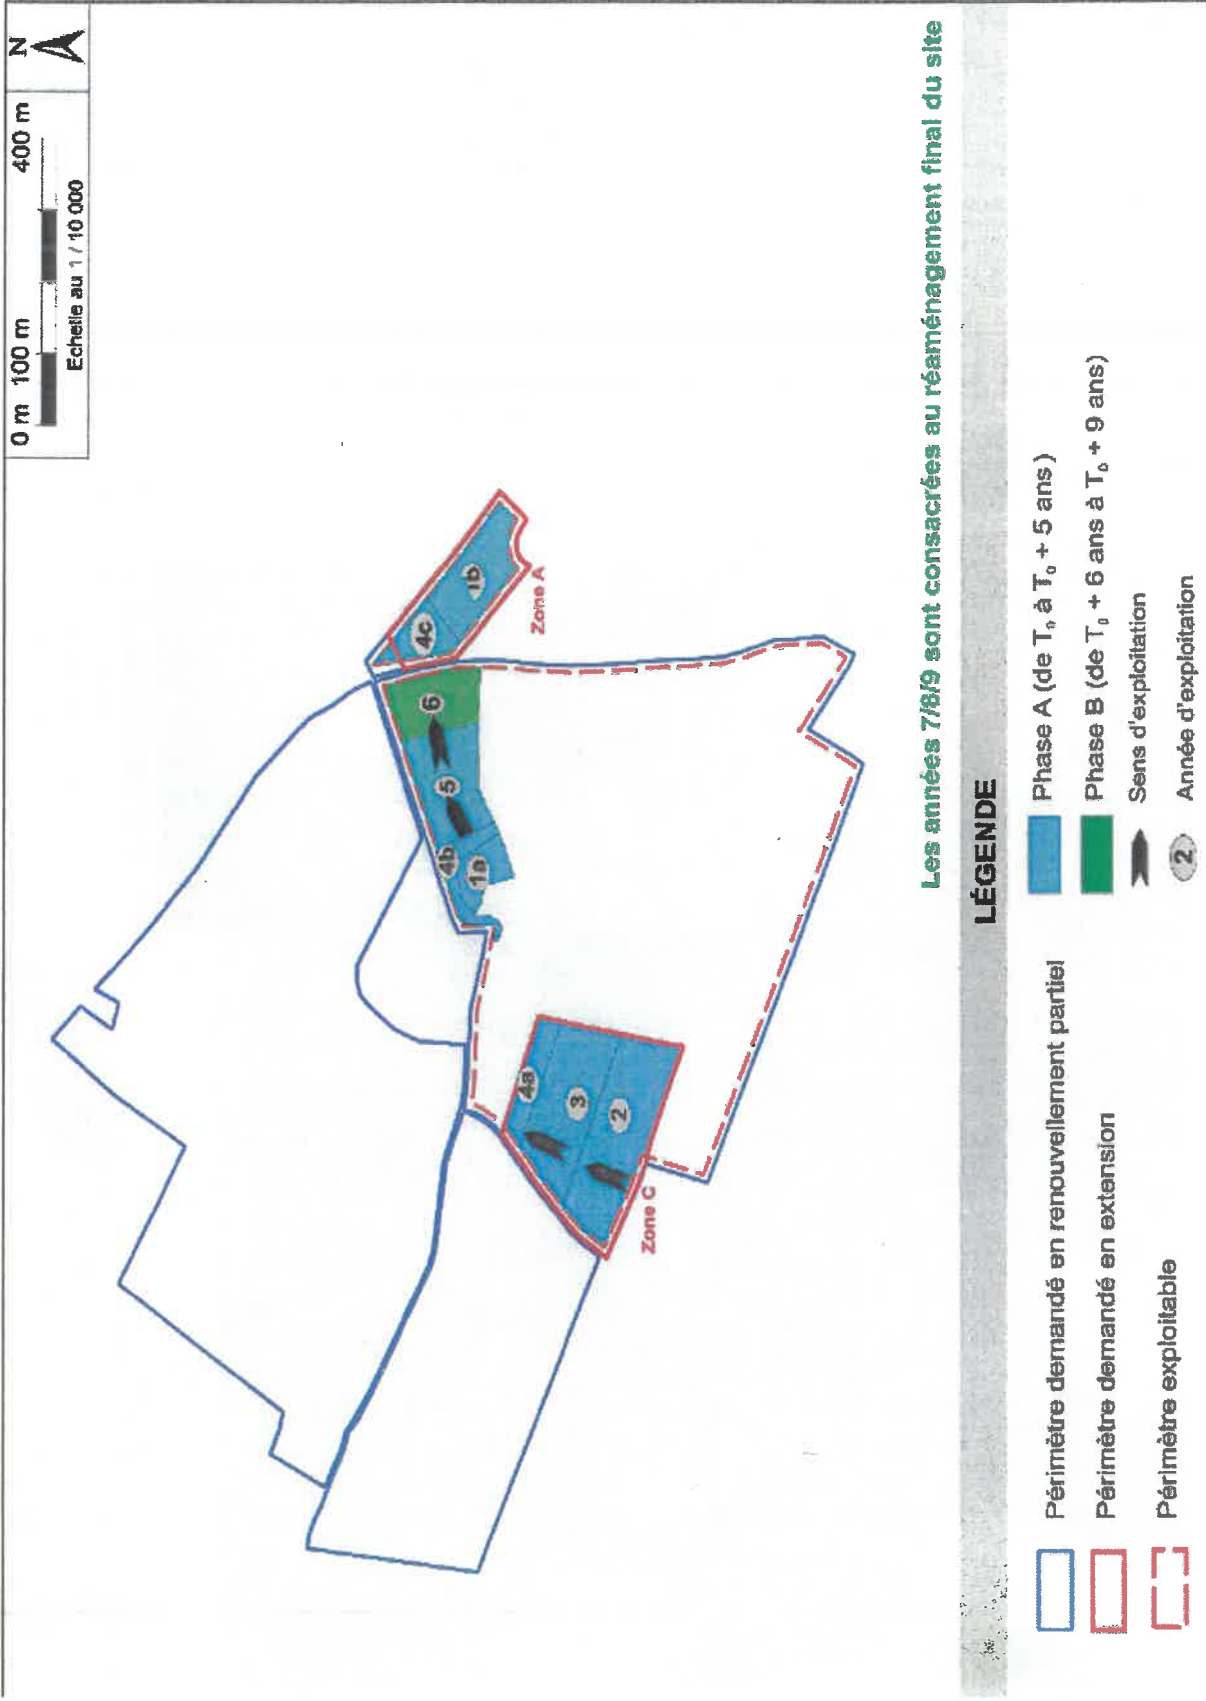 0 m 100 m 400 m
N
Echelle au 1 / 10 000
4c
1b
Zone A
6
5
4b
1a
4a
3
2
Zone C
Les années 7/8/9 sont consacrées au réaménagement final du site
LÉGENDE
Périmètre demandé en renouvellement partiel
Périmètre demandé en extension
Périmètre exploitable
Phase A (de T₀ à T₀ + 5 ans)
Phase B (de T₀ + 6 ans à T₀ + 9 ans)
Sens d'exploitation
2
Année d'exploitation